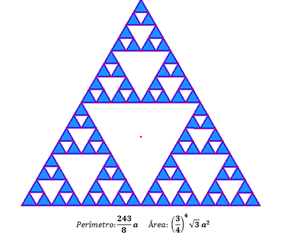 Perímetro: 243/8 a Área: (3/4)^4 √3 a²